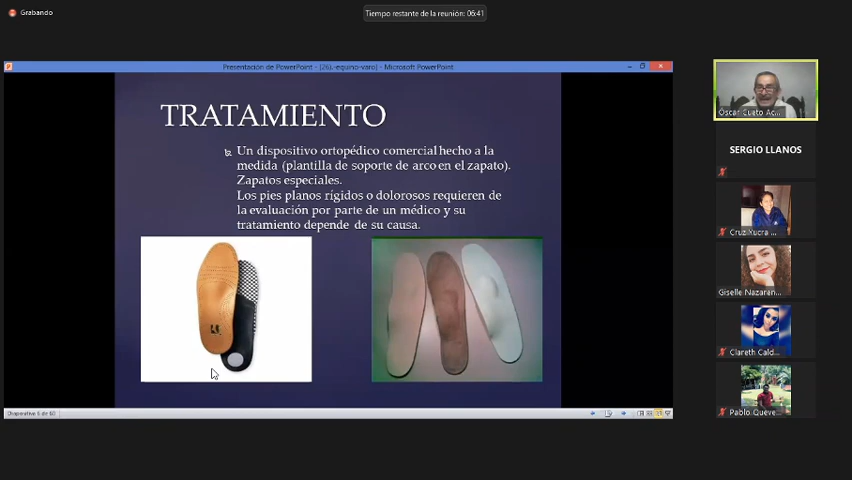 Grabando
Tiempo restante de la reunión: 06:41
Presentación de PowerPoint - (26).-equino-varo) - Microsoft PowerPoint
TRATAMIENTO
Un dispositivo ortopédico comercial hecho a la
medida (plantilla de soporte de arco en el zapato).
Zapatos especiales.
Los pies planos rígidos o dolorosos requieren de
la evaluación por parte de un médico y su
tratamiento depende de su causa.
Diapositiva 6 de 60
Óscar Cueto Ac...
SERGIO LLANOS
Cruz Yucra ...
Giselle Nazaran...
Clareth Cald...
Pablo Queve...